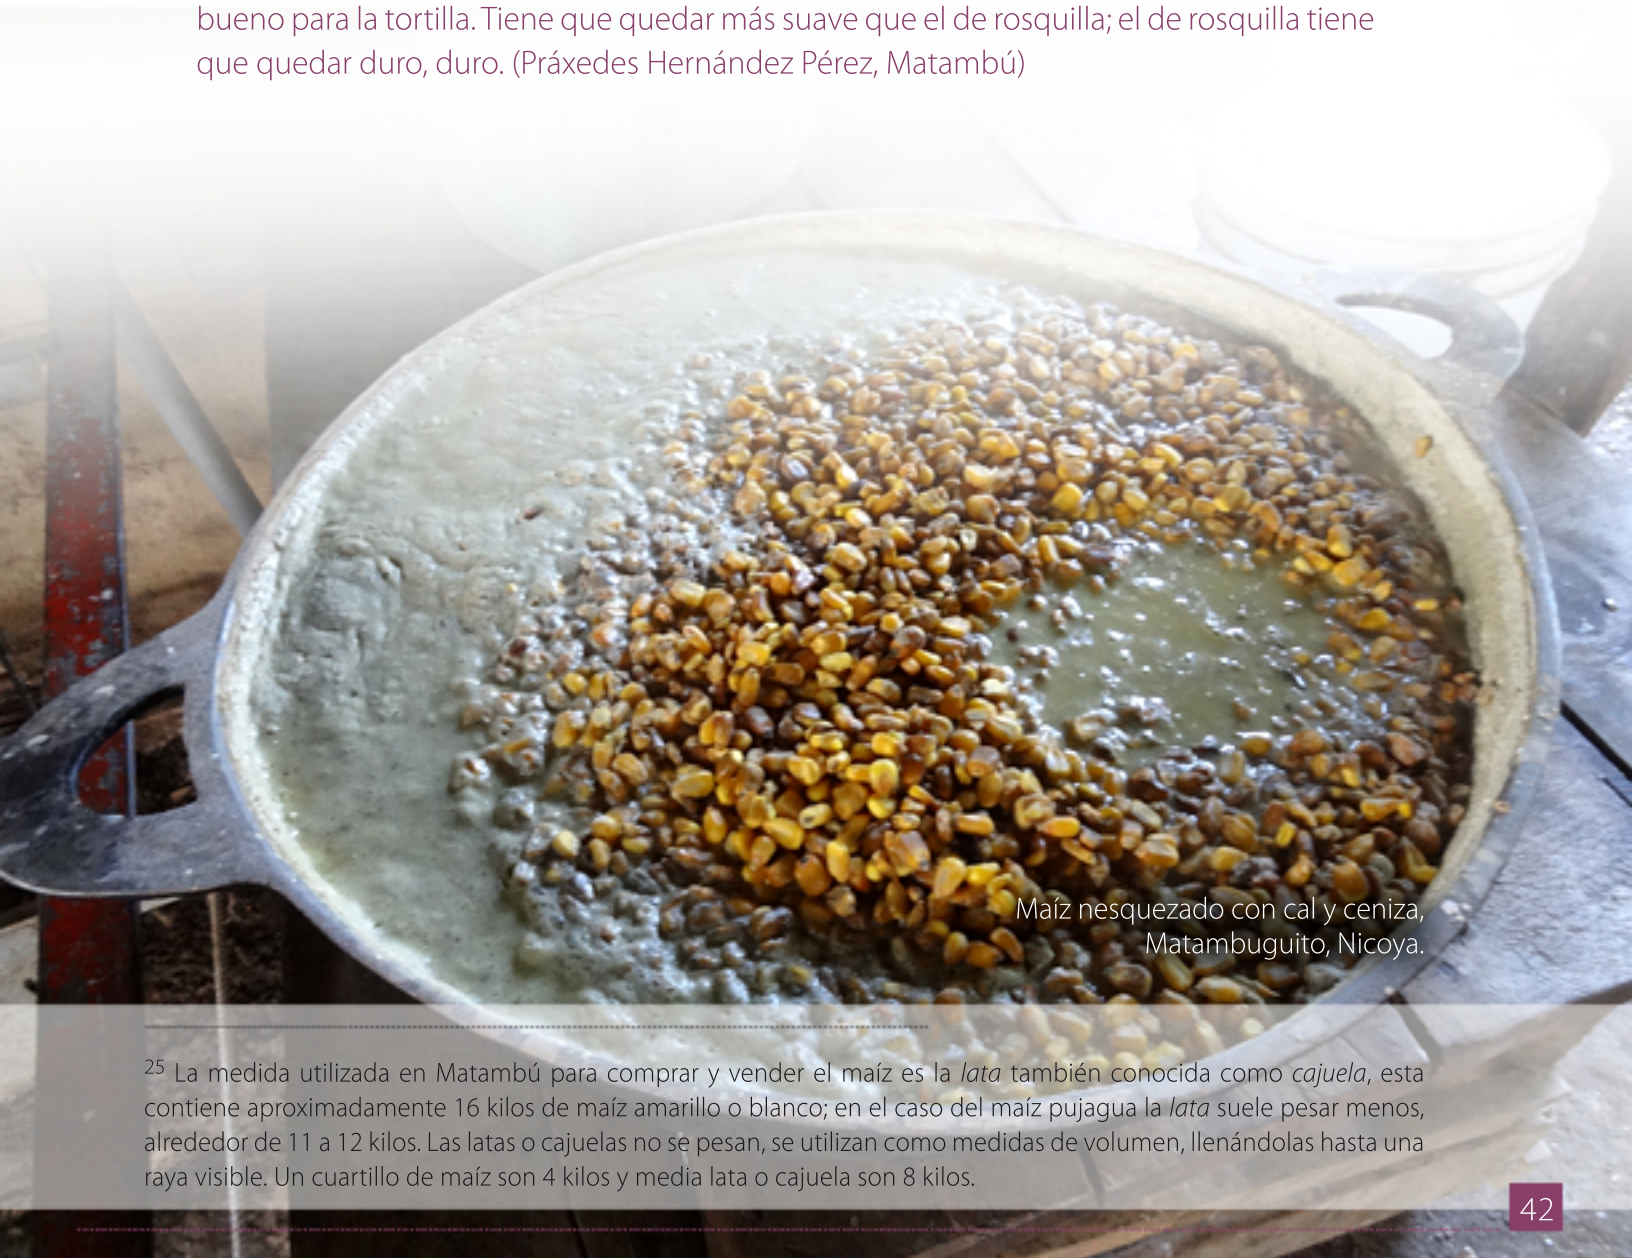 bueno para la tortilla. Tiene que quedar más suave que el de rosquilla; el de rosquilla tiene
que quedar duro, duro. (Práxedes Hernández Pérez, Matambú)
Maíz nesquezado con cal y ceniza,
Matambuguito, Nicoya.
25 La medida utilizada en Matambú para comprar y vender el maíz es la lata también conocida como cajuela, esta
contiene aproximadamente 16 kilos de maíz amarillo o blanco; en el caso del maíz pujagua la lata suele pesar menos,
alrededor de 11 a 12 kilos. Las latas o cajuelas no se pesan, se utilizan como medidas de volumen, llenándolas hasta una
raya visible. Un cuartillo de maíz son 4 kilos y media lata o cajuela son 8 kilos.
42